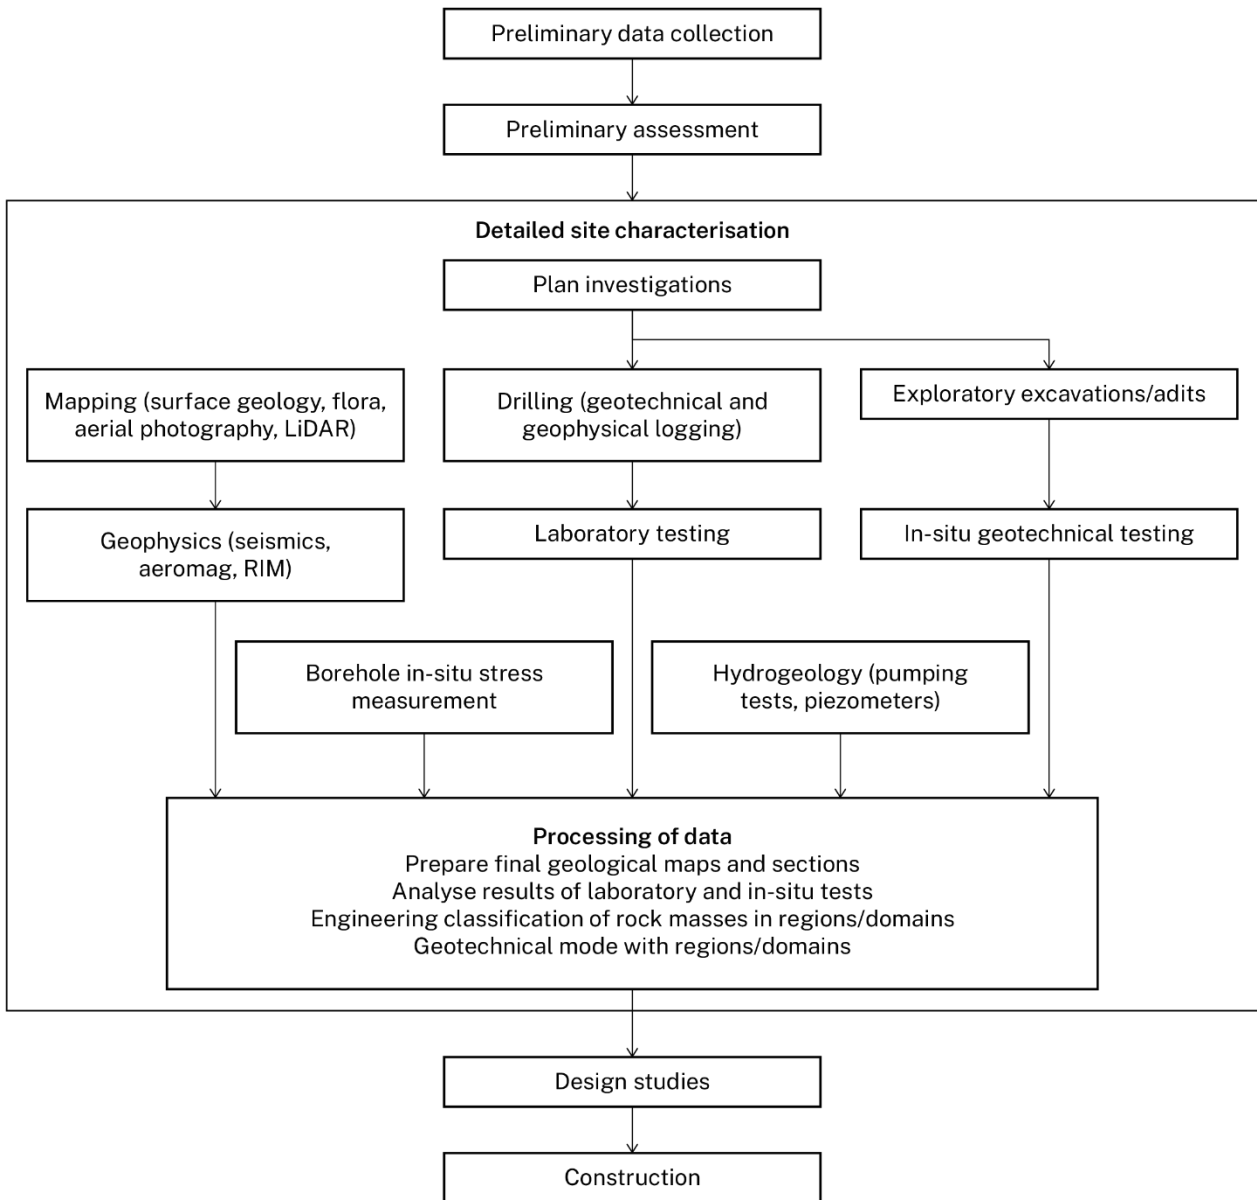 Preliminary data collection
Preliminary assessment
Detailed site characterisation
Plan investigations
Mapping (surface geology, flora,
aerial photography, LiDAR)
Drilling (geotechnical and
geophysical logging)
Exploratory excavations/adits
Geophysics (seismics,
aeromag, RIM)
Laboratory testing
In-situ geotechnical testing
Borehole in-situ stress
measurement
Hydrogeology (pumping
tests, piezometers)
Processing of data
Prepare final geological maps and sections
Analyse results of laboratory and in-situ tests
Engineering classification of rock masses in regions/domains
Geotechnical mode with regions/domains
Design studies
Construction